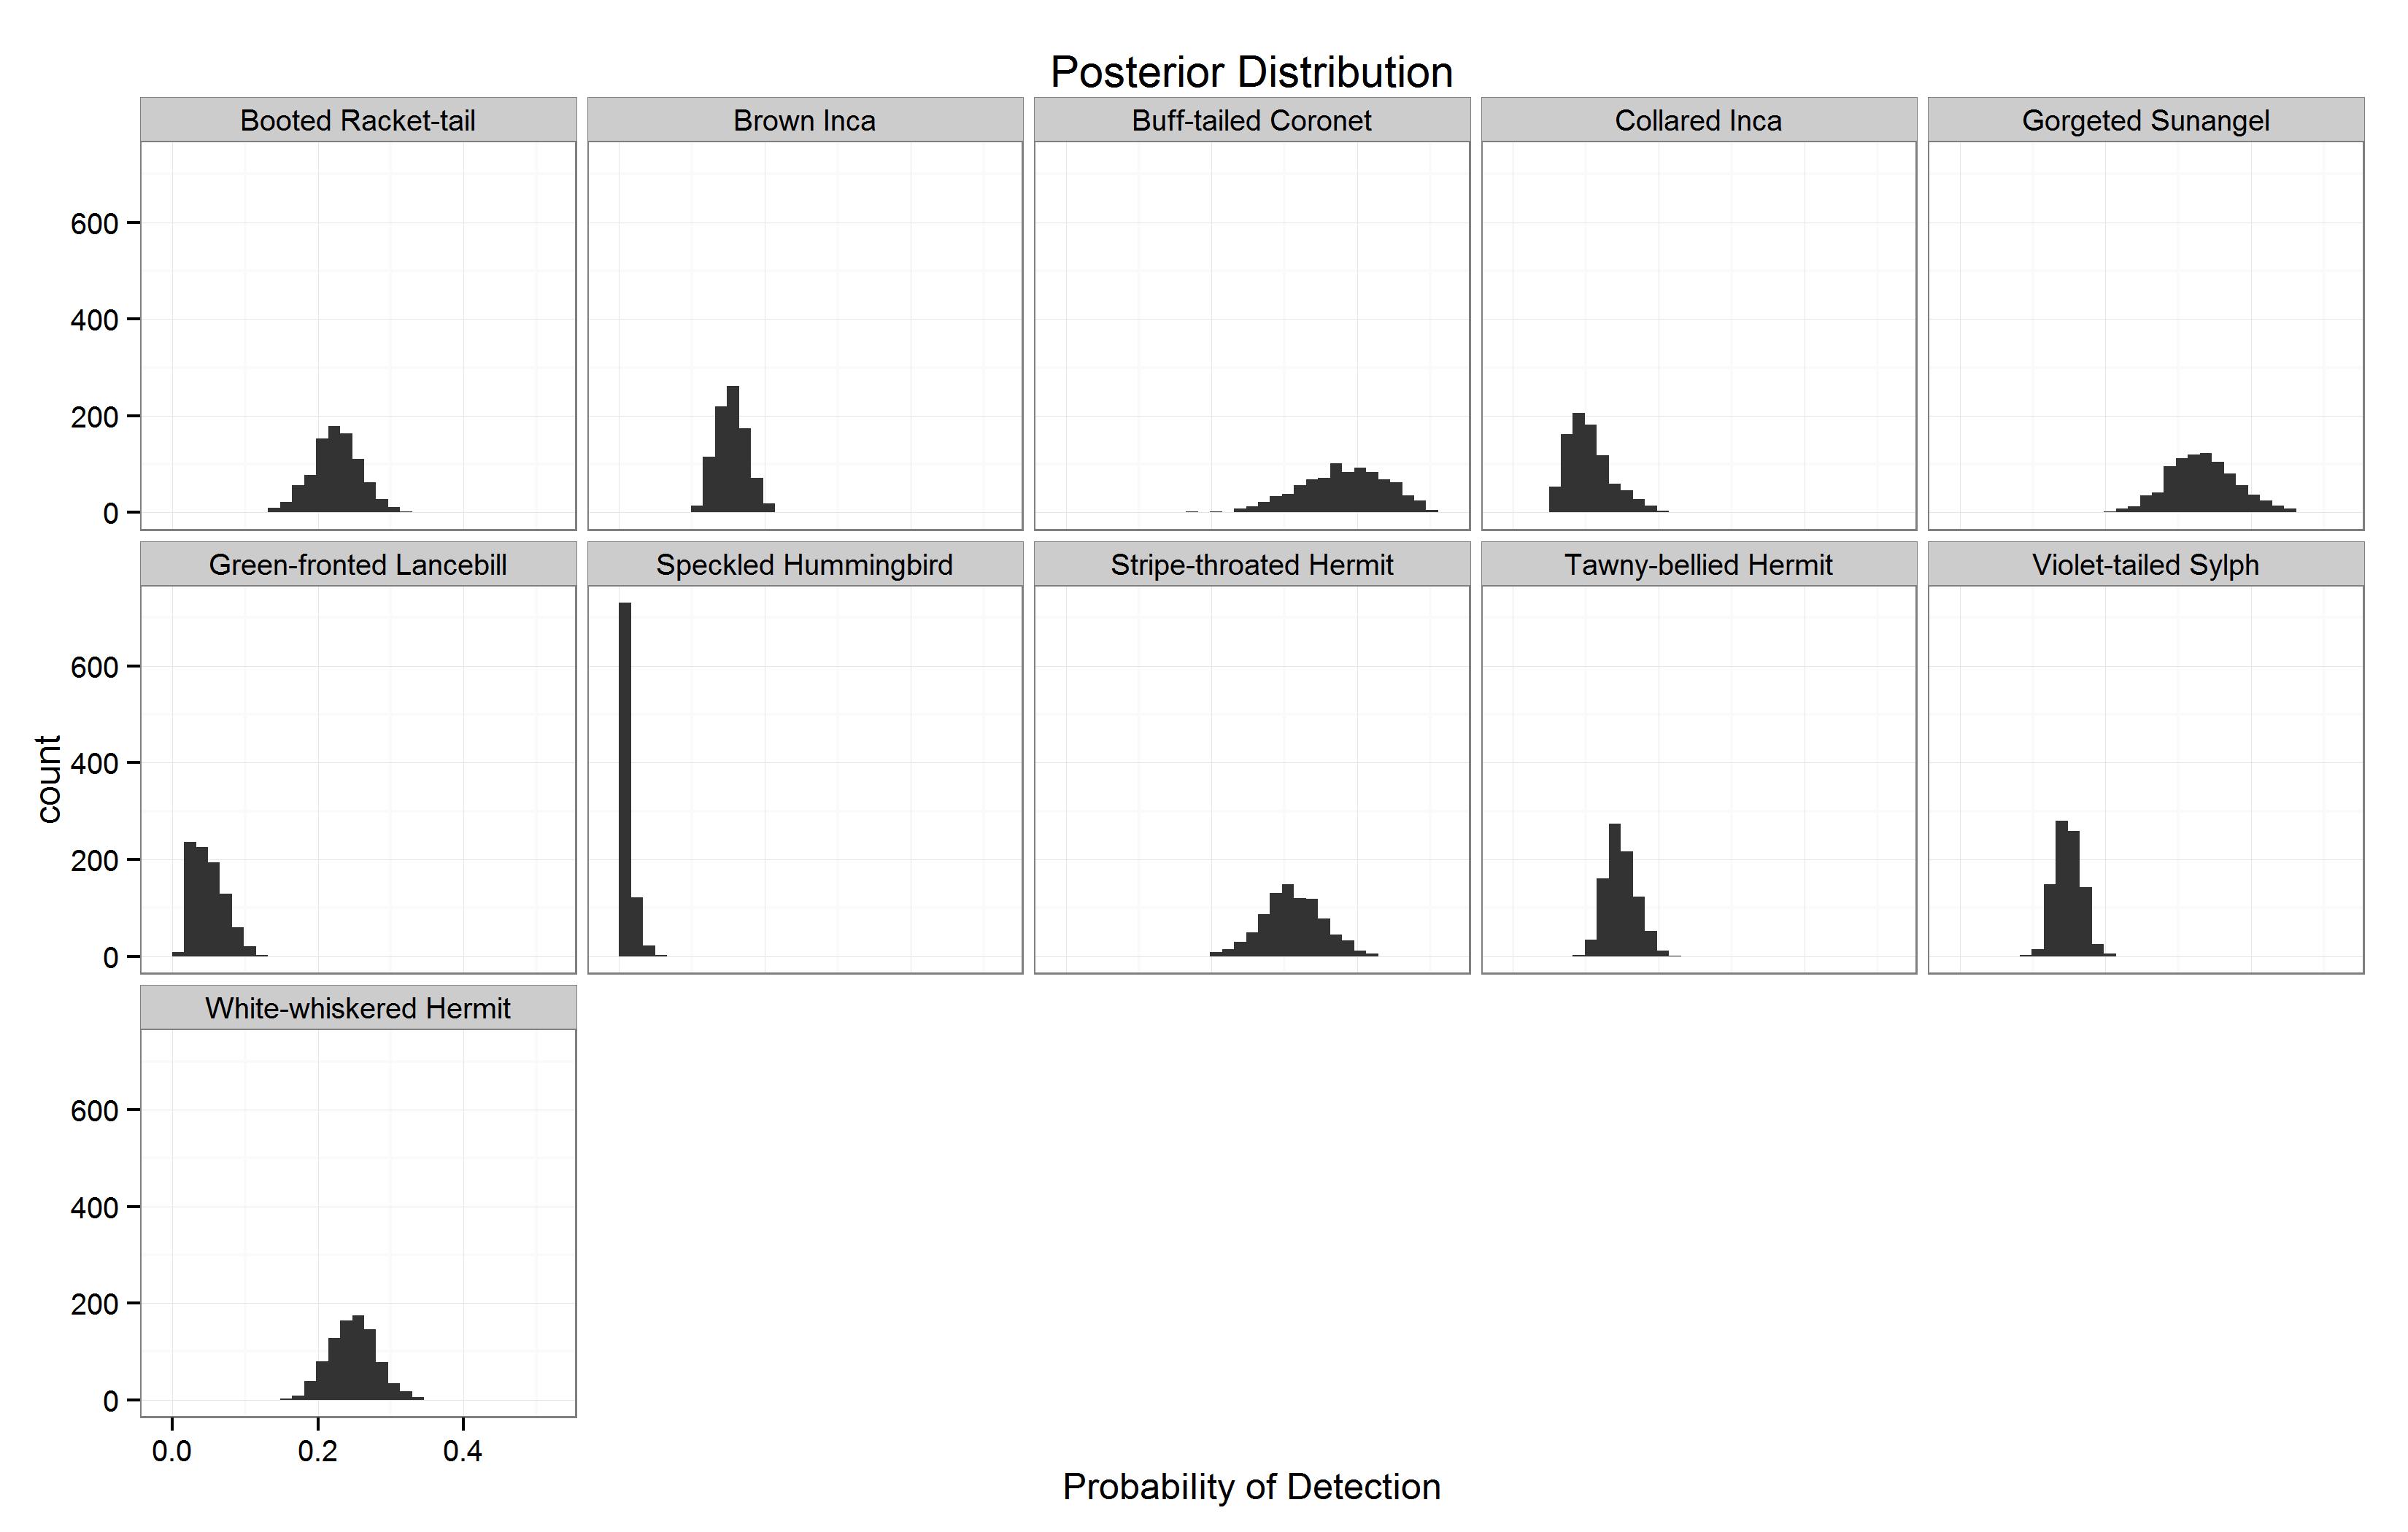 Posterior Distribution
Booted Racket-tail
Brown Inca
Buff-tailed Coronet
Collared Inca
Gorgeted Sunangel
600
400
200
0
Green-fronted Lancebill
Speckled Hummingbird
Stripe-throated Hermit
Tawny-bellied Hermit
Violet-tailed Sylph
600
400
200
0
count
White-whiskered Hermit
600
400
200
0
0.0
0.2
0.4
Probability of Detection